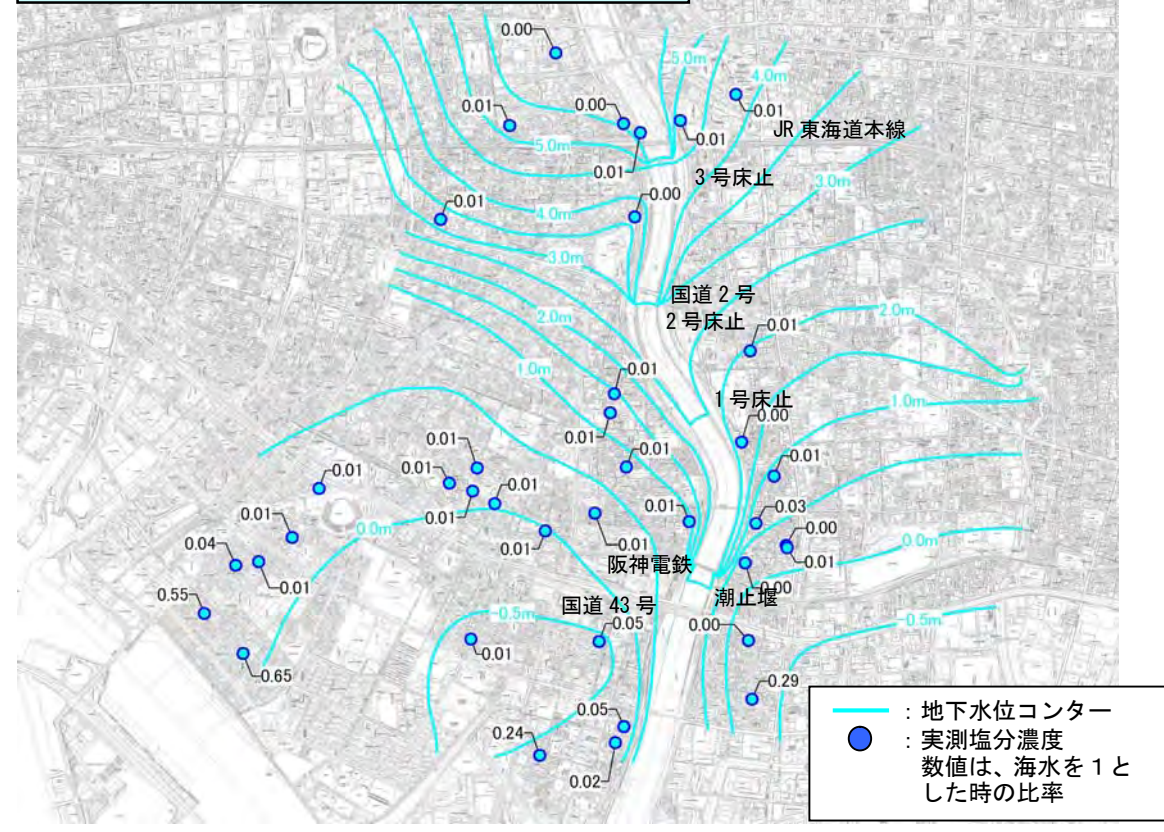 0.00
5.0m
4.0m
0.01
0.01
0.00
0.01
JR 東海道本線
5.0m
0.01
3 号床止
3.0m
0.01
0.00
4.0m
3.0m
国道 2 号
2 号床止
2.0m
2.0m
0.01
1.0m
0.01
1 号床止
1.0m
0.00
0.01
0.01
0.01
0.01
0.01
0.01
0.01
0.01
0.01
0.03
0.01
0.0m
0.00
0.01
0.0m
0.04
0.01
0.01
0.01
阪神電鉄
0.00
潮止堰
0.55
国道 43 号
-0.5m
0.05
0.00
-0.5m
0.01
0.65
0.29
0.05
0.24
0.02
：地下水位コンター
：実測塩分濃度
数値は、海水を１と
した時の比率